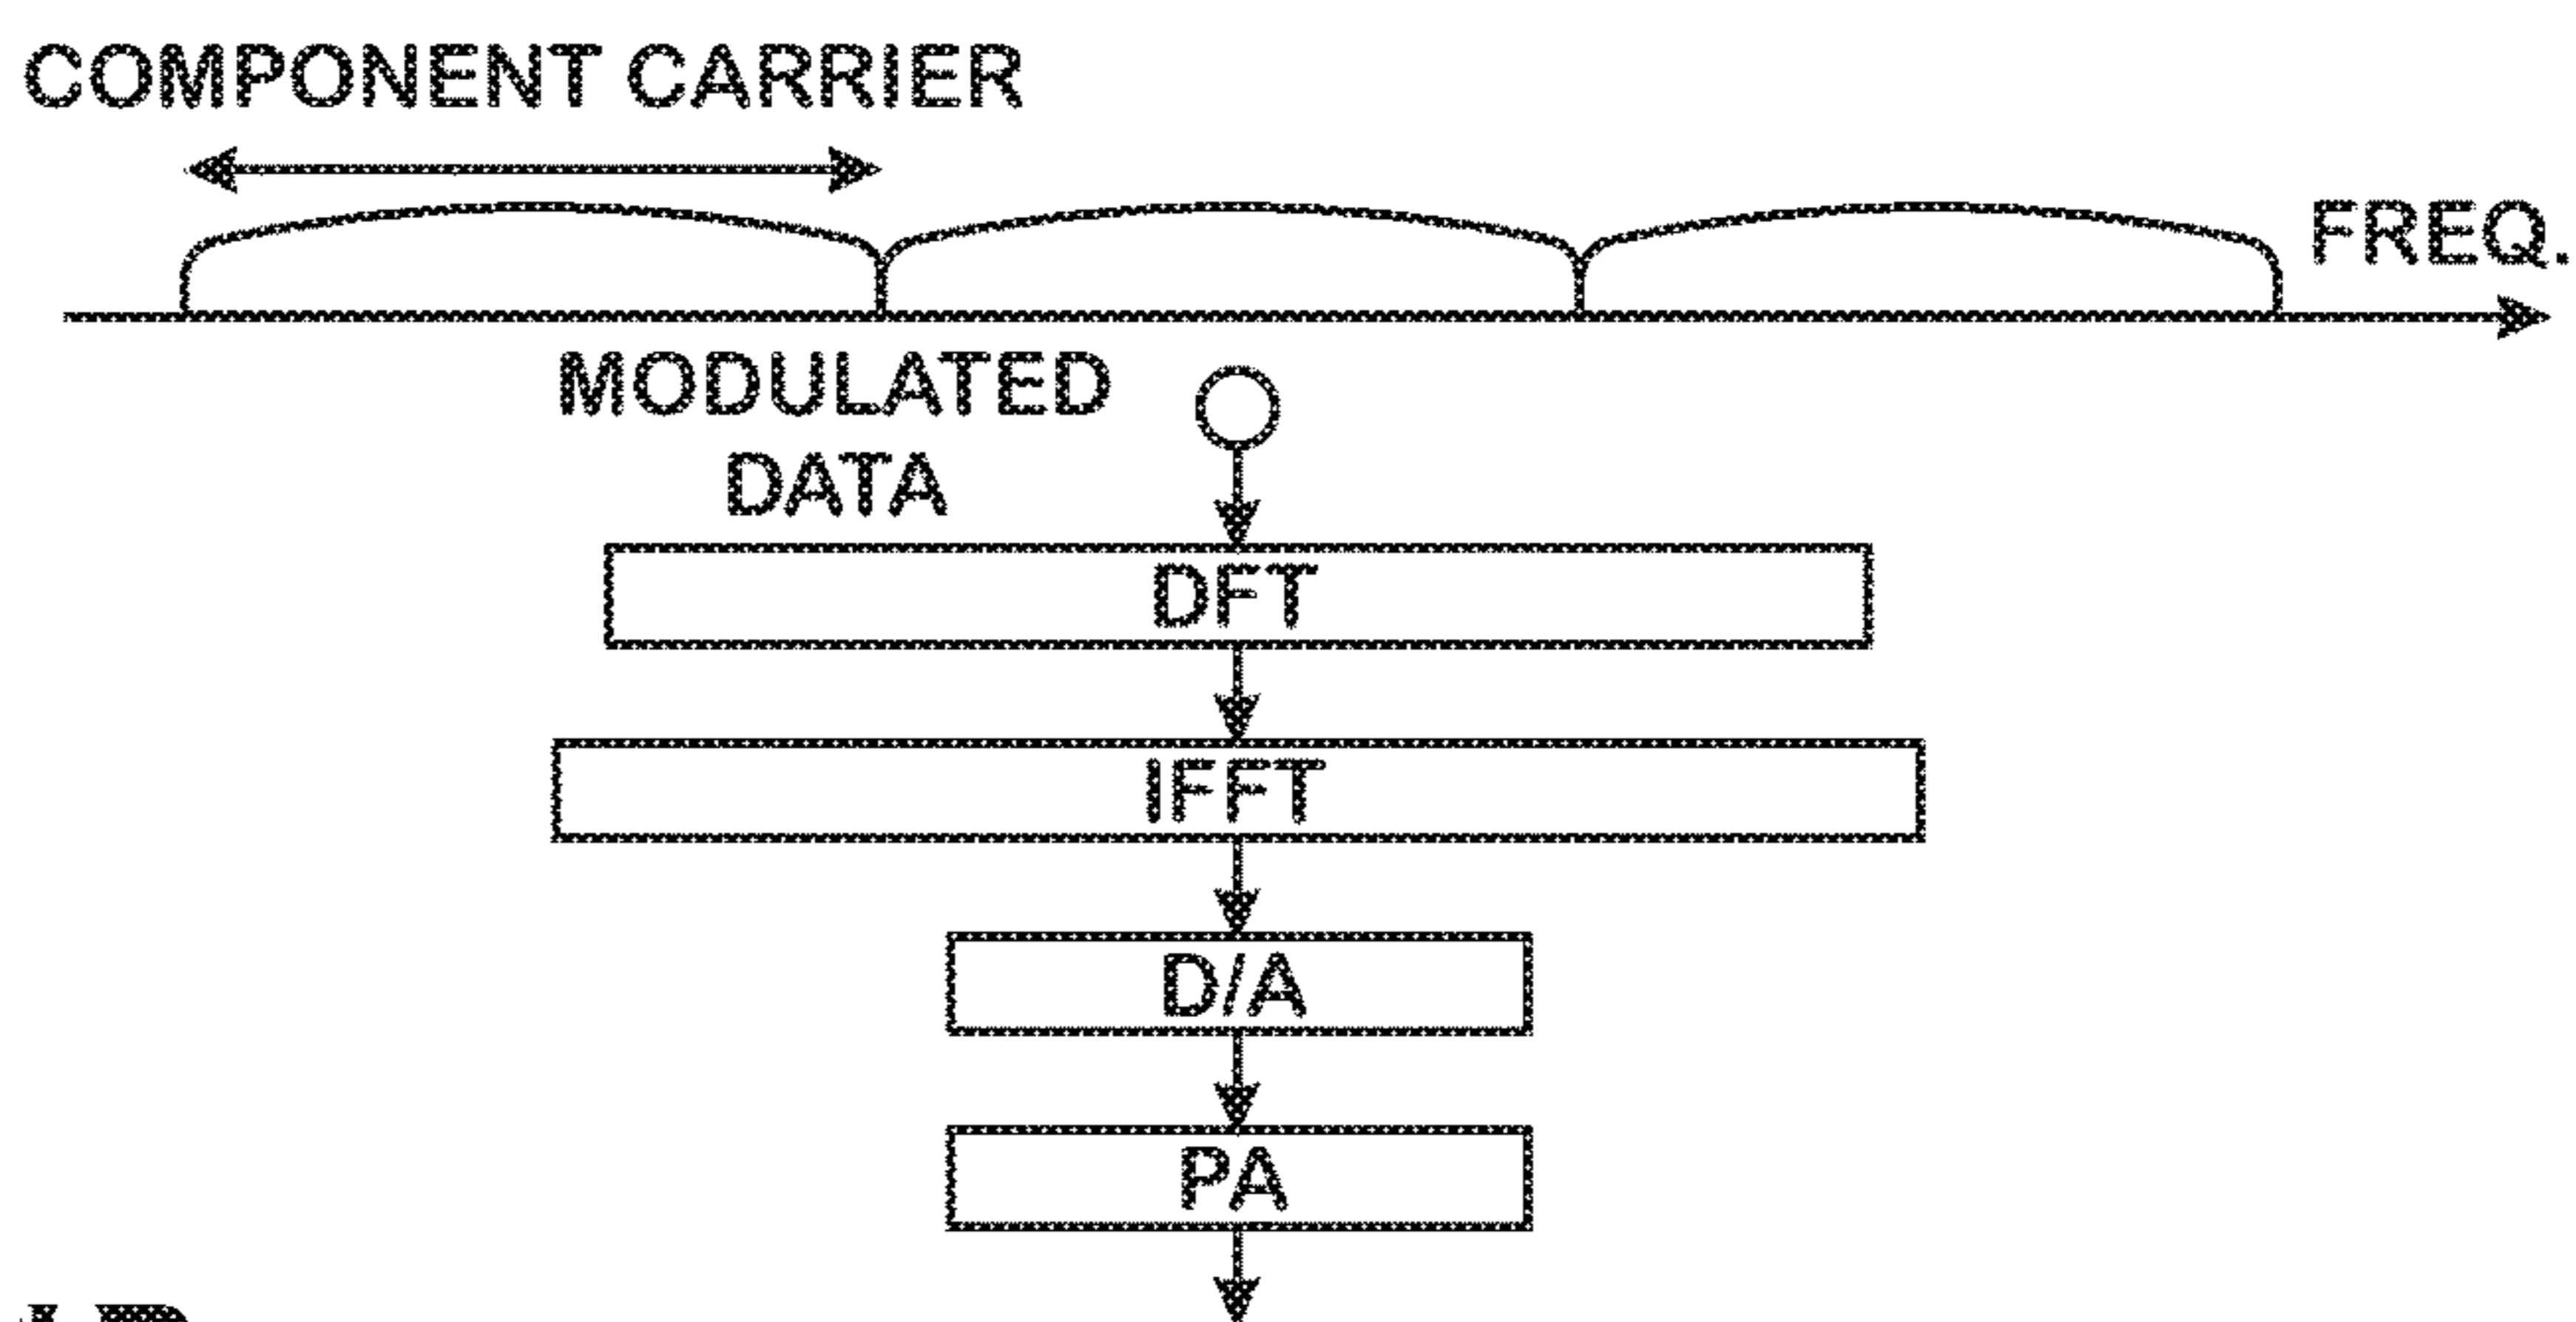 COMPONENT CARRIER
FREQ.
MODULATED
DATA
DFT
IFFT
D/A
PA